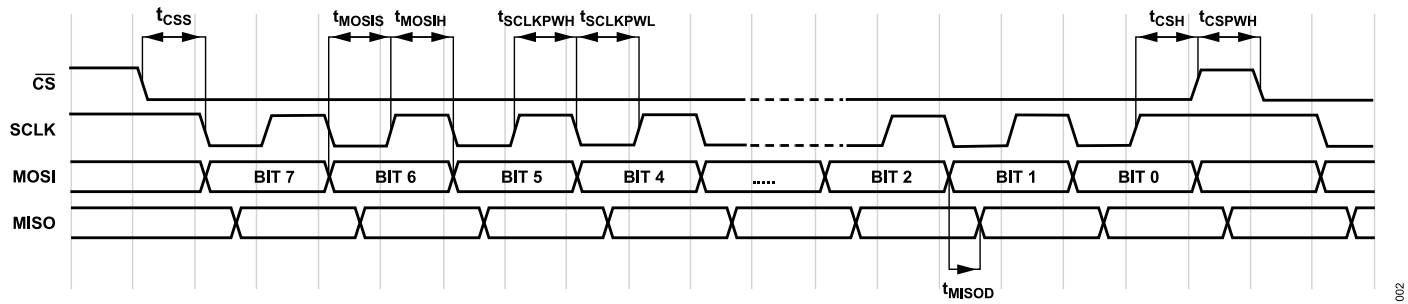 tCSS tMOSIS tMOSIH tSCLKPWH tSCLKPWL tCSH tCSPWH
CS
SCLK
MOSI BIT 7 BIT 6 BIT 5 BIT 4 ..... BIT 2 BIT 1 BIT 0
MISO
tMISOD
002